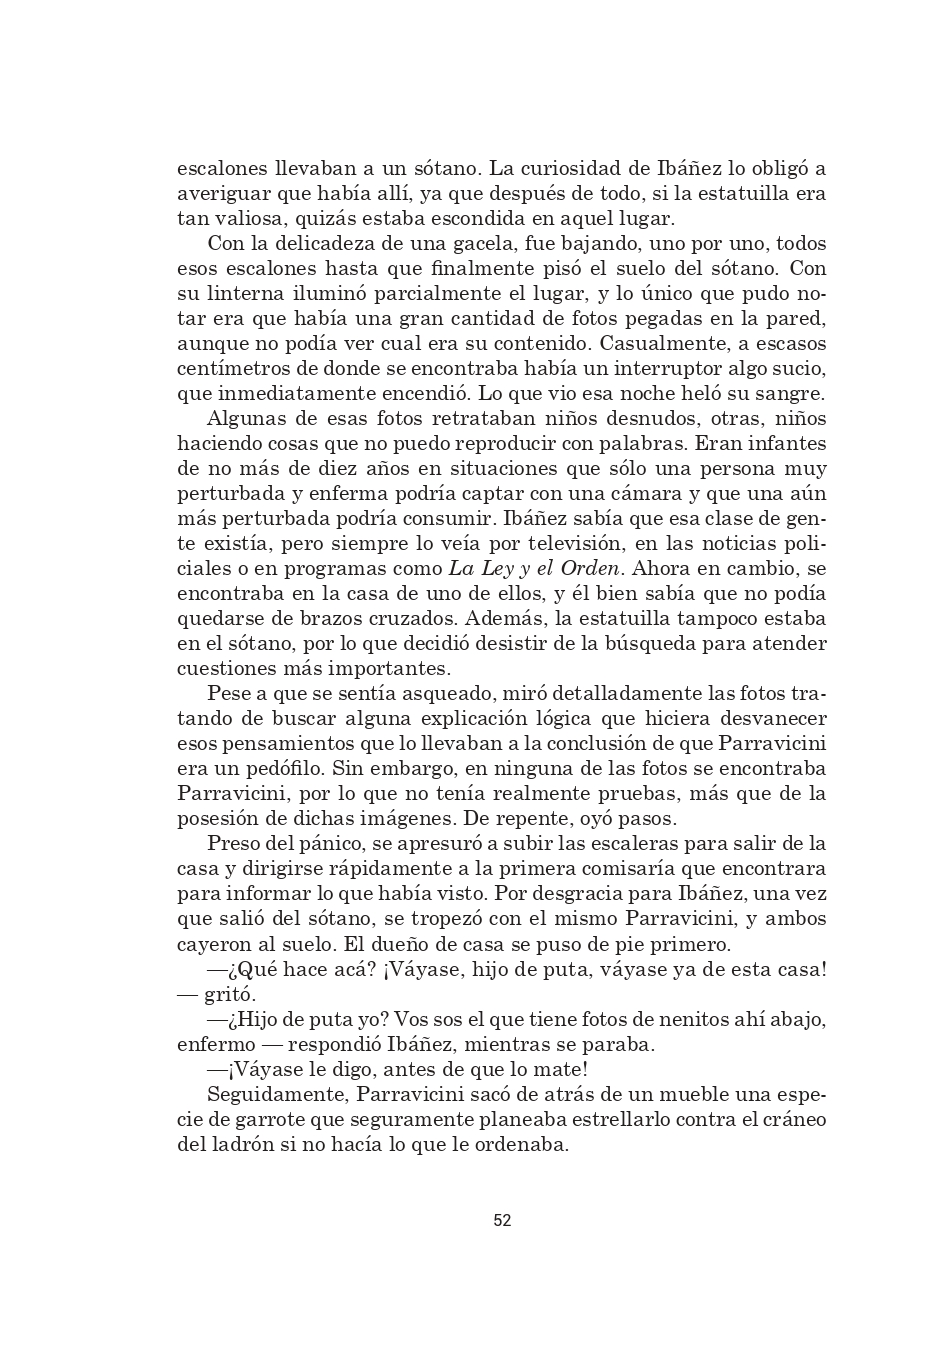 escalones llevaban a un sótano. La curiosidad de Ibáñez lo obligó a
averiguar que había allí, ya que después de todo, si la estatuilla era
tan valiosa, quizás estaba escondida en aquel lugar.
Con la delicadeza de una gacela, fue bajando, uno por uno, todos
esos escalones hasta que finalmente pisó el suelo del sótano. Con
su linterna iluminó parcialmente el lugar, y lo único que pudo no-
tar era que había una gran cantidad de fotos pegadas en la pared,
aunque no podía ver cual era su contenido. Casualmente, a escasos
centímetros de donde se encontraba había un interruptor algo sucio,
que inmediatamente encendió. Lo que vio esa noche heló su sangre.
Algunas de esas fotos retrataban niños desnudos, otras, niños
haciendo cosas que no puedo reproducir con palabras. Eran infantes
de no más de diez años en situaciones que sólo una persona muy
perturbada y enferma podría captar con una cámara y que una aún
más perturbada podría consumir. Ibáñez sabía que esa clase de gen-
te existía, pero siempre lo veía por televisión, en las noticias poli-
ciales o en programas como La Ley y el Orden. Ahora en cambio, se
encontraba en la casa de uno de ellos, y él bien sabía que no podía
quedarse de brazos cruzados. Además, la estatuilla tampoco estaba
en el sótano, por lo que decidió desistir de la búsqueda para atender
cuestiones más importantes.
Pese a que se sentía asqueado, miró detalladamente las fotos tra-
tando de buscar alguna explicación lógica que hiciera desvanecer
esos pensamientos que lo llevaban a la conclusión de que Parravicini
era un pedófilo. Sin embargo, en ninguna de las fotos se encontraba
Parravicini, por lo que no tenía realmente pruebas, más que de la
posesión de dichas imágenes. De repente, oyó pasos.
Preso del pánico, se apresuró a subir las escaleras para salir de la
casa y dirigirse rápidamente a la primera comisaría que encontrara
para informar lo que había visto. Por desgracia para Ibáñez, una vez
que salió del sótano, se tropezó con el mismo Parravicini, y ambos
cayeron al suelo. El dueño de casa se puso de pie primero.
—¿Qué hace acá? ¡Váyase, hijo de puta, váyase ya de esta casa!
— gritó.
—¿Hijo de puta yo? Vos sos el que tiene fotos de nenitos ahí abajo,
enfermo — respondió Ibáñez, mientras se paraba.
—¡Váyase le digo, antes de que lo mate!
Seguidamente, Parravicini sacó de atrás de un mueble una espe-
cie de garrote que seguramente planeaba estrellarlo contra el cráneo
del ladrón si no hacía lo que le ordenaba.
52